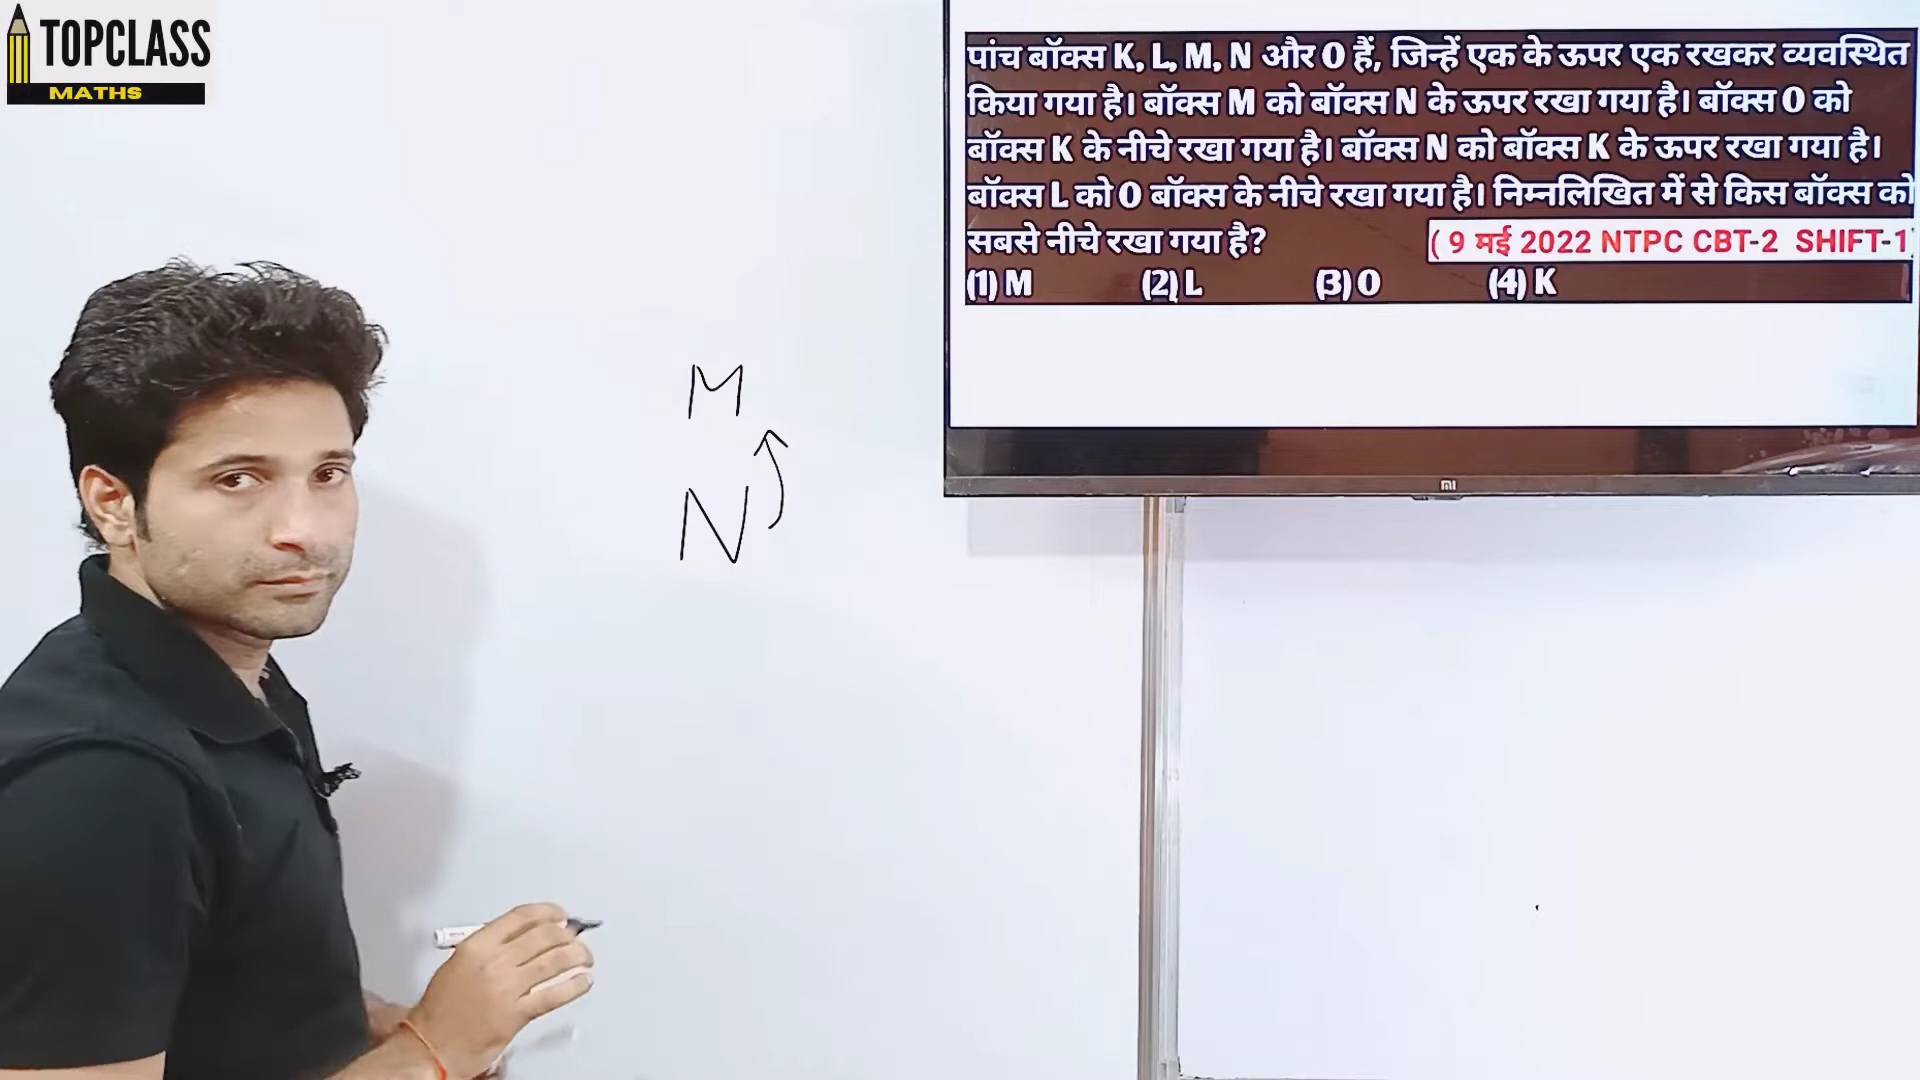 TOPCLASS
MATHS
पांच बॉक्स K, L, M, N और O हैं, जिन्हें एक के ऊपर एक रखकर व्यवस्थित
किया गया है। बॉक्स M को बॉक्स N के ऊपर रखा गया है। बॉक्स O को
बॉक्स K के नीचे रखा गया है। बॉक्स N को बॉक्स K के ऊपर रखा गया है।
बॉक्स L को O बॉक्स के नीचे रखा गया है। निम्नलिखित में से किस बॉक्स को
सबसे नीचे रखा गया है? ( 9 मई 2022 NTPC CBT-2 SHIFT-1
(1) M (2) L (3) O (4) K
mi
M
N